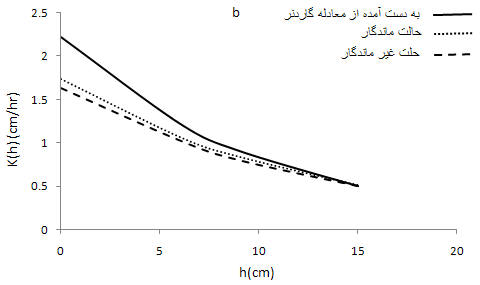 b
به دست آمده از معادله گاردنر
حالت ماندگار
حلت غیر ماندگار
K(h)(cm/hr)
2.5
2
1.5
1
0.5
0
0
5
10
15
20
h(cm)